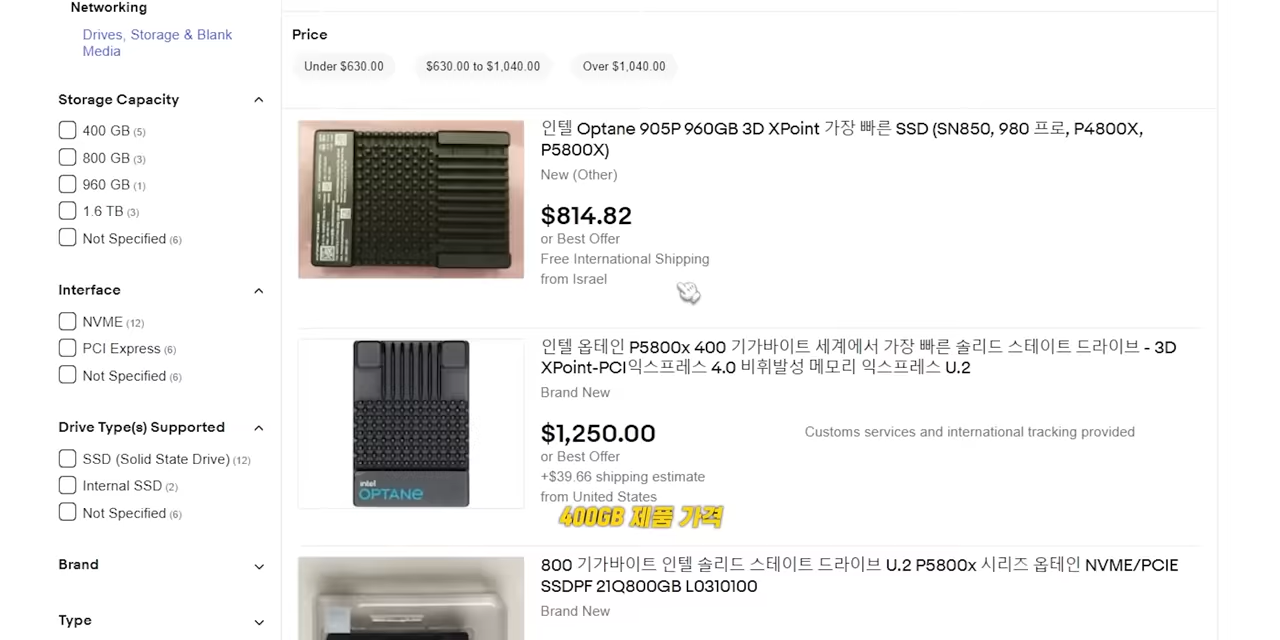 Networking
Drives, Storage & Blank
Media
Storage Capacity
400 GB (5)
800 GB (3)
960 GB (1)
1.6 TB (3)
Not Specified (6)
Interface
NVME (12)
PCI Express (6)
Not Specified (6)
Drive Type(s) Supported
SSD (Solid State Drive) (12)
Internal SSD (2)
Not Specified (6)
Brand
Type
Price
Under $630.00
$630.00 to $1,040.00
Over $1,040.00
인텔 Optane 905P 960GB 3D XPoint 가장 빠른 SSD (SN850, 980 프로, P4800X,
P5800X)
New (Other)
$814.82
or Best Offer
Free International Shipping
from Israel
인텔 옵테인 P5800x 400 기가바이트 세계에서 가장 빠른 솔리드 스테이트 드라이브 - 3D
XPoint-PCI익스프레스 4.0 비휘발성 메모리 익스프레스 U.2
Brand New
$1,250.00
Customs services and international tracking provided
or Best Offer
+$39.66 shipping estimate
from United States
intel
OPTANe
400GB 제품 가격
800 기가바이트 인텔 솔리드 스테이트 드라이브 U.2 P5800x 시리즈 옵테인 NVME/PCIE
SSDPF 21Q800GB L0310100
Brand New